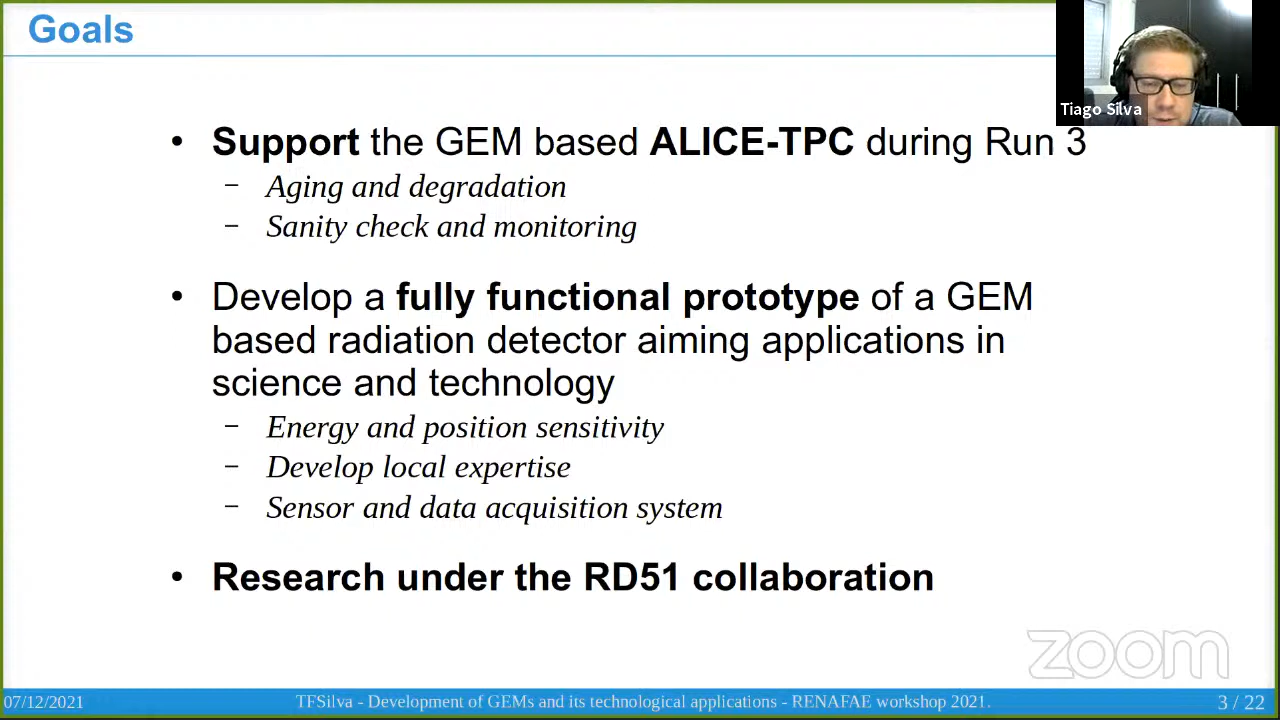 Goals
Tiago Silva
• Support the GEM based ALICE-TPC during Run 3
– Aging and degradation
– Sanity check and monitoring
• Develop a fully functional prototype of a GEM
based radiation detector aiming applications in
science and technology
– Energy and position sensitivity
– Develop local expertise
– Sensor and data acquisition system
• Research under the RD51 collaboration
zoom
07/12/2021 TFSilva - Development of GEMs and its technological applications - RENAFAE workshop 2021. 3 / 22